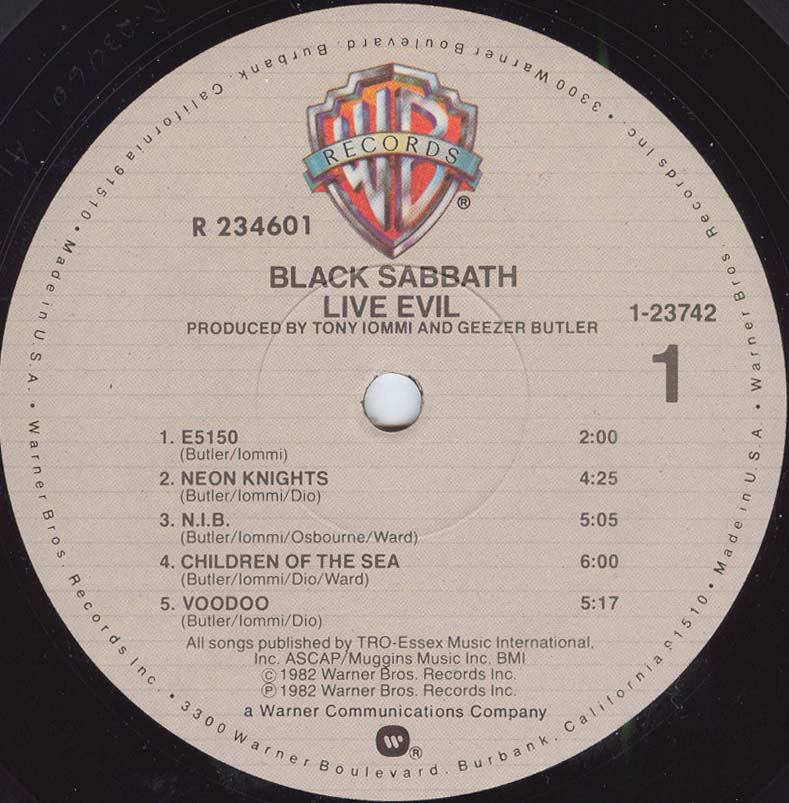 WB
RECORDS
®
R 234601
BLACK SABBATH
LIVE EVIL
PRODUCED BY TONY IOMMI AND GEEZER BUTLER
1-23742
1
1. E5150 2:00
(Butler/Iommi)
2. NEON KNIGHTS 4:25
(Butler/Iommi/Dio)
3. N.I.B. 5:05
(Butler/Iommi/Osbourne/Ward)
4. CHILDREN OF THE SEA 6:00
(Butler/Iommi/Dio/Ward)
5. VOODOO 5:17
(Butler/Iommi/Dio)
All songs published by TRO-Essex Music International,
Inc. ASCAP/Muggins Music Inc. BMI
© 1982 Warner Bros. Records Inc.
℗ 1982 Warner Bros. Records Inc.
a Warner Communications Company
®
Warner Bros. Records Inc. • 3300 Warner Boulevard. Burbank. California 91510 • Made in U.S.A. • Warner Bros. Records Inc. • 3300 Warner Boulevard. Burbank. California 91510 • Made in U.S.A. •